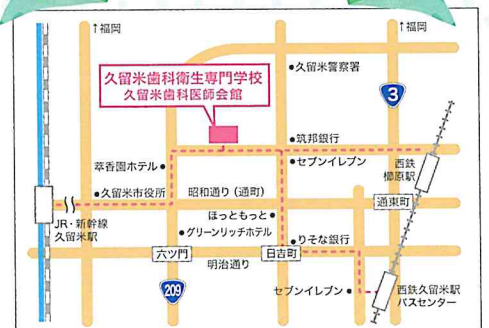 ↑福岡
↑福岡
久留米歯科衛生専門学校
久留米歯科医師会館
久留米警察署
3
筑邦銀行
セブンイレブン
西鉄
櫛原駅
萃香園ホテル
久留米市役所
昭和通り(通町)
通東町
JR・新幹線
久留米駅
ほっともっと
グリーンリッチホテル
りそな銀行
六ツ門
日吉町
明治通り
209
セブンイレブン
西鉄久留米駅
バスセンター